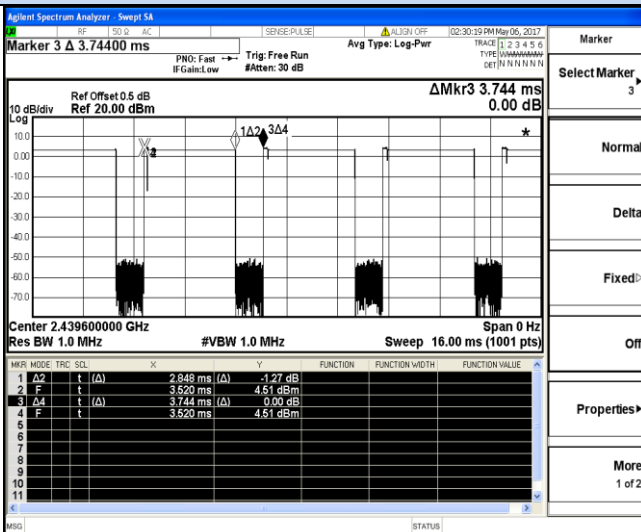 Agilent Spectrum Analyzer - Swept SA
RF 50 Ω AC SENSE:PULSE ALIGN OFF 02:30:19 PM May 06, 2017
Marker 3 Δ 3.74400 ms
PNO: Fast Trig: Free Run
IFGain:Low #Atten: 30 dB
Avg Type: Log-Pwr
TRACE 1 2 3 4 5 6
TYPE
DET N N N N N N
Marker
Select Marker
3
Normal
Delta
Fixed
Off
Properties
More
1 of 2
ΔMkr3 3.744 ms
0.00 dB
Ref Offset 0.5 dB
10 dB/div Ref 20.00 dBm
Log
10.0
0.00
-10.0
-20.0
-30.0
-40.0
-50.0
-60.0
-70.0
1Δ2 3Δ4
*
Center 2.439600000 GHz Span 0 Hz
Res BW 1.0 MHz #VBW 1.0 MHz Sweep 16.00 ms (1001 pts)
MKR MODE TRC SCL X Y FUNCTION FUNCTION WIDTH FUNCTION VALUE
1 Δ2 t (Δ) 2.848 ms (Δ) -1.27 dB
2 F t 3.520 ms 4.51 dBm
3 Δ4 t (Δ) 3.744 ms (Δ) 0.00 dB
4 F t 3.520 ms 4.51 dBm
5
6
7
8
9
10
11
MSG STATUS